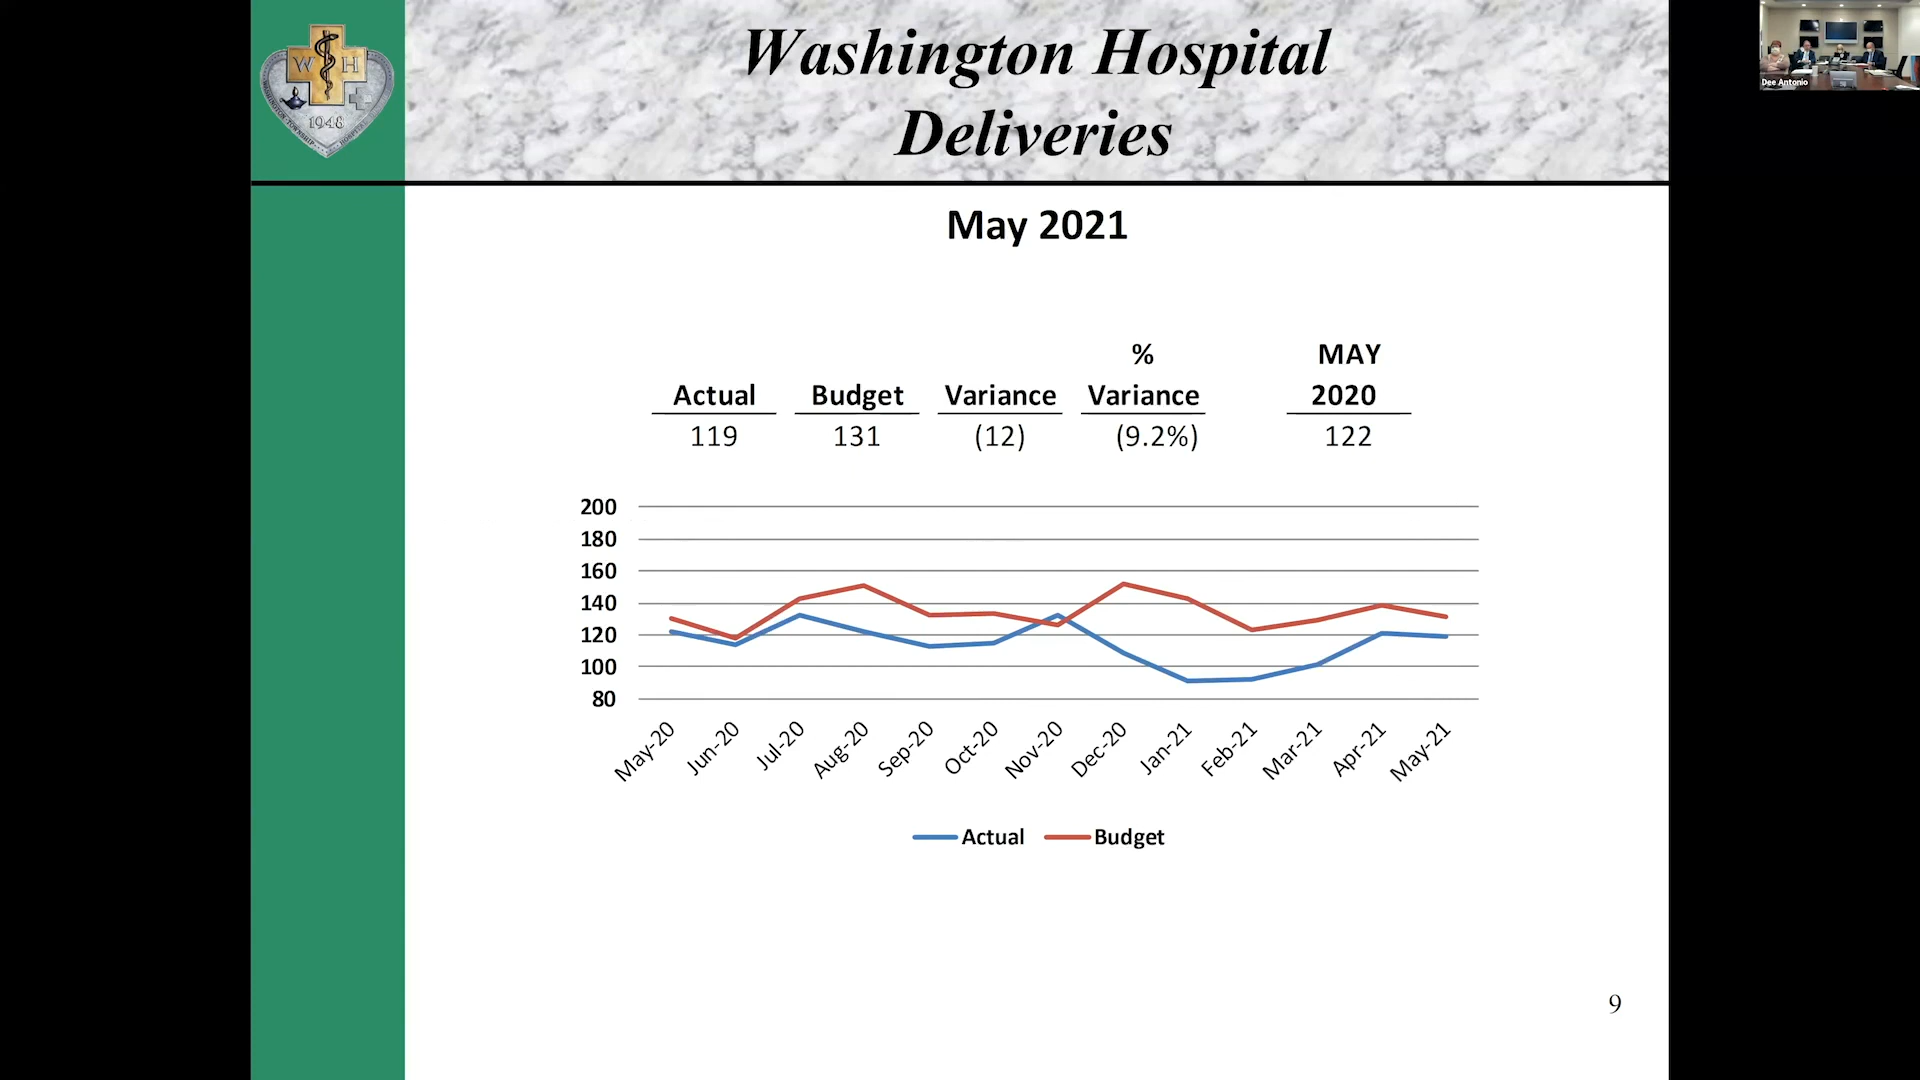 Washington Hospital
Deliveries
W H
1948
Dee Antonio
May 2021
Actual Budget Variance % Variance MAY 2020
119 131 (12) (9.2%) 122
200
180
160
140
120
100
80
May-20 Jun-20 Jul-20 Aug-20 Sep-20 Oct-20 Nov-20 Dec-20 Jan-21 Feb-21 Mar-21 Apr-21 May-21
Actual Budget
9